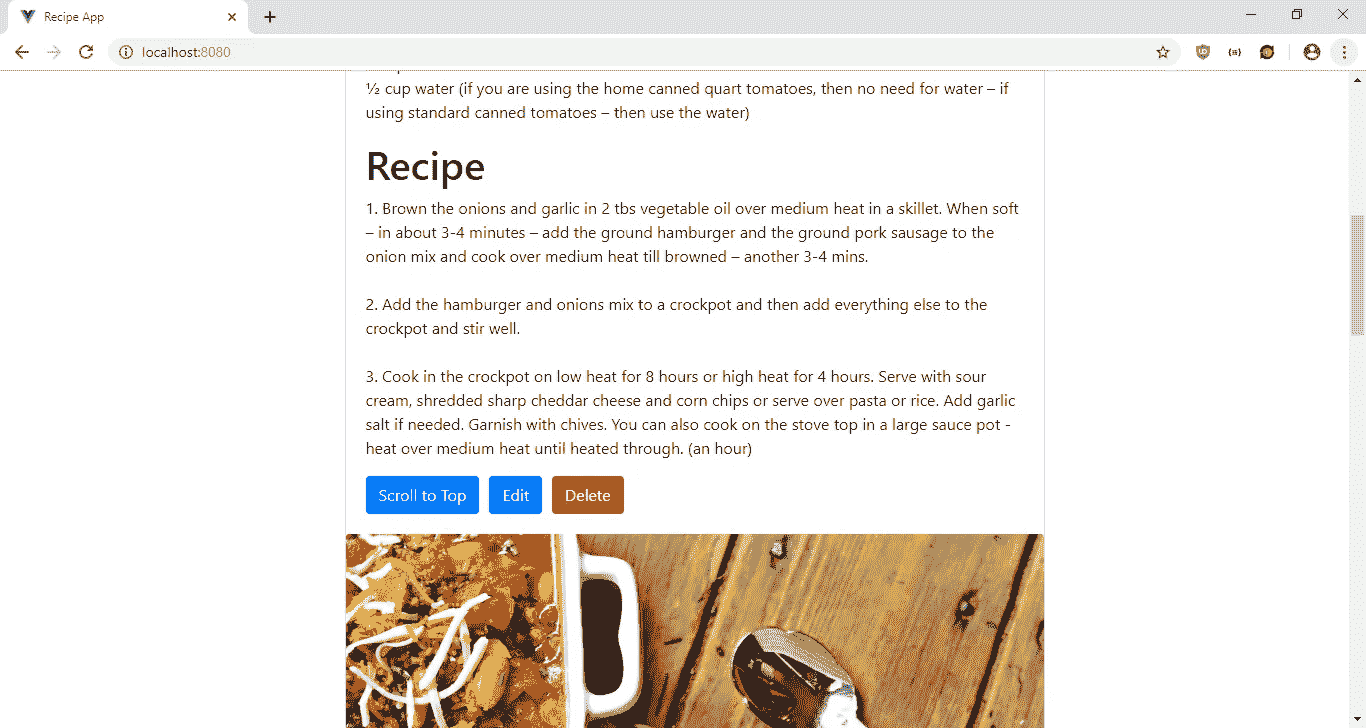 Recipe App
localhost:8080
½ cup water (if you are using the home canned quart tomatoes, then no need for water – if
using standard canned tomatoes – then use the water)
Recipe
1. Brown the onions and garlic in 2 tbs vegetable oil over medium heat in a skillet. When soft
– in about 3-4 minutes – add the ground hamburger and the ground pork sausage to the
onion mix and cook over medium heat till browned – another 3-4 mins.
2. Add the hamburger and onions mix to a crockpot and then add everything else to the
crockpot and stir well.
3. Cook in the crockpot on low heat for 8 hours or high heat for 4 hours. Serve with sour
cream, shredded sharp cheddar cheese and corn chips or serve over pasta or rice. Add garlic
salt if needed. Garnish with chives. You can also cook on the stove top in a large sauce pot -
heat over medium heat until heated through. (an hour)
Scroll to Top Edit Delete